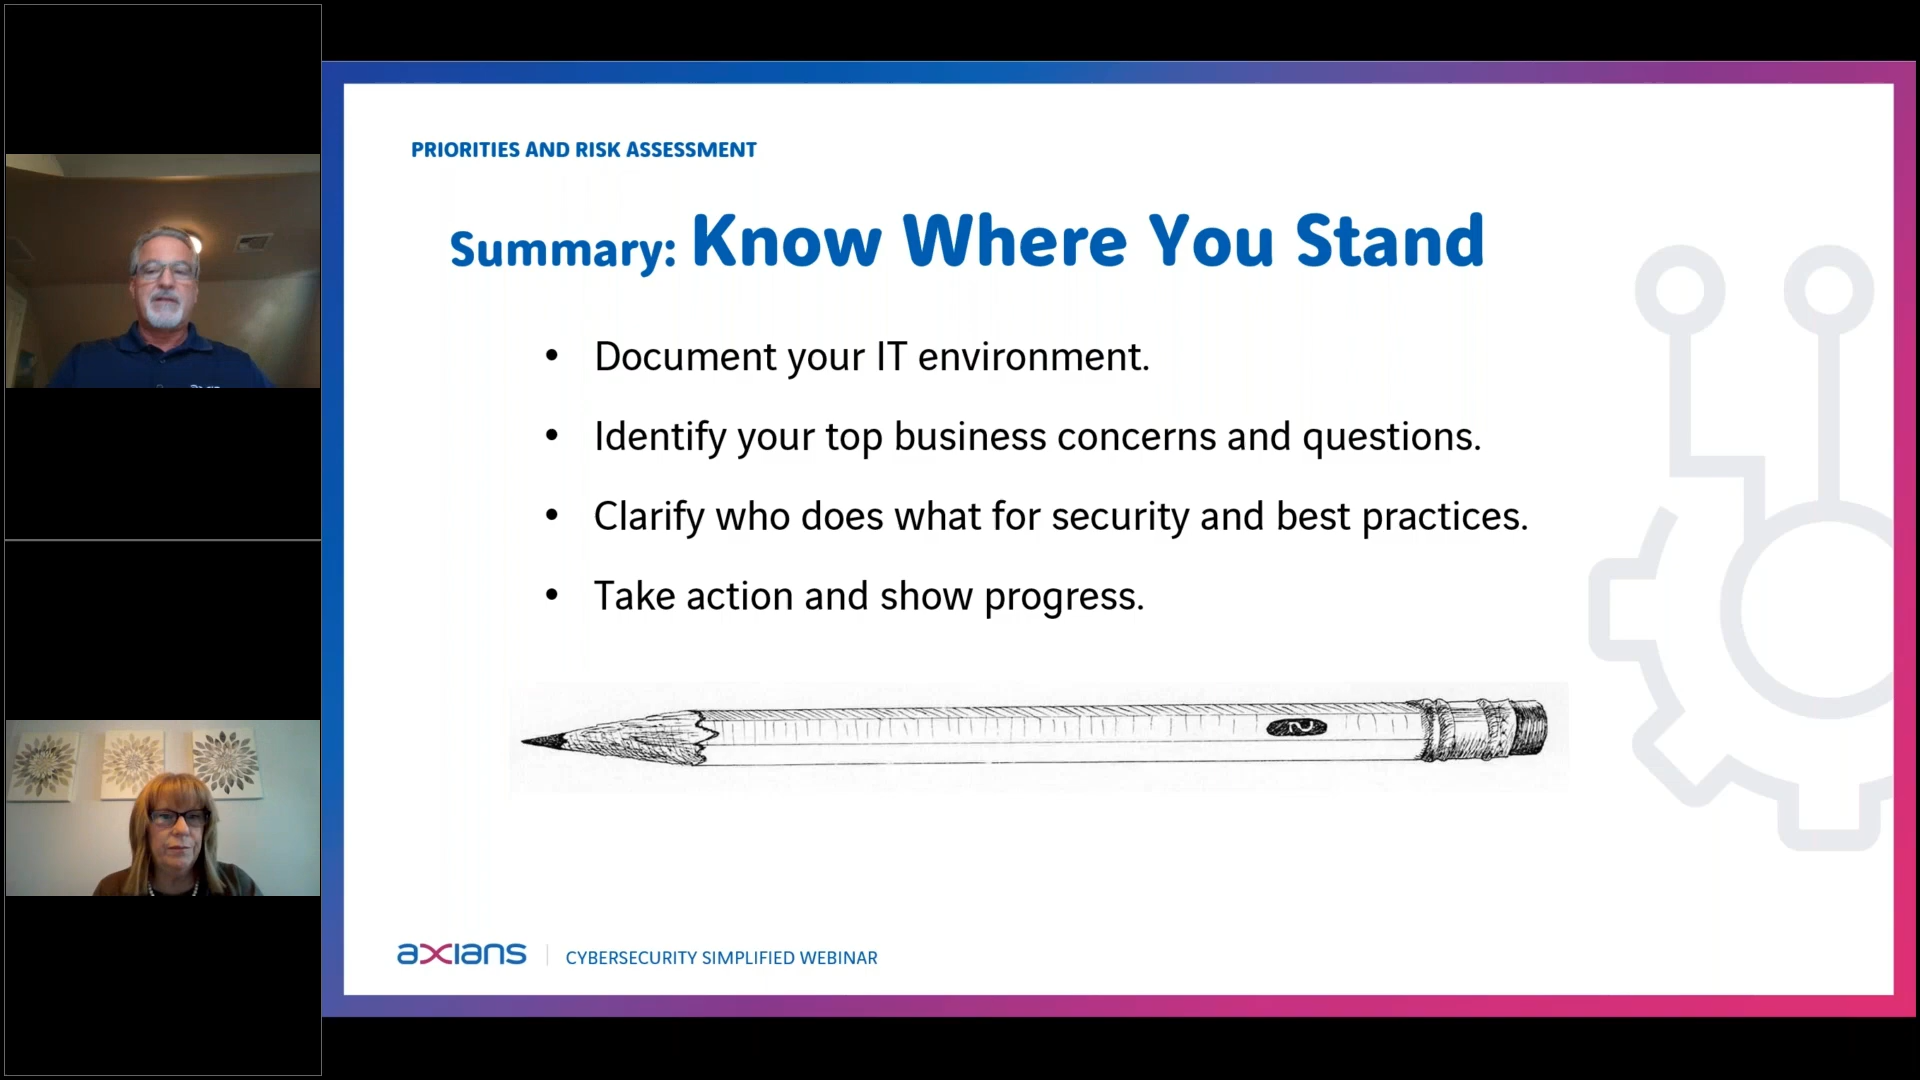 PRIORITIES AND RISK ASSESSMENT
Summary: Know Where You Stand
• Document your IT environment.
• Identify your top business concerns and questions.
• Clarify who does what for security and best practices.
• Take action and show progress.
2
axians
CYBERSECURITY SIMPLIFIED WEBINAR